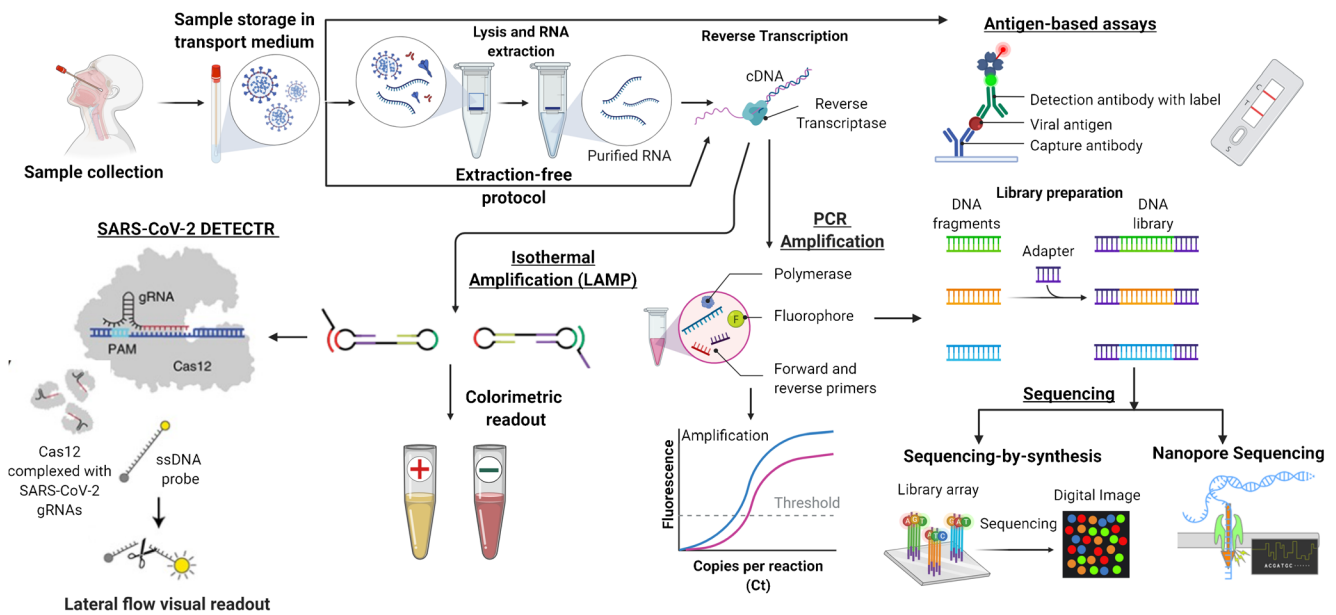 Sample collection
Sample storage in
transport medium
Lysis and RNA
extraction
Purified RNA
Extraction-free
protocol
Reverse Transcription
cDNA
Reverse
Transcriptase
Antigen-based assays
Detection antibody with label
Viral antigen
Capture antibody
C
T
S
SARS-CoV-2 DETECTR
gRNA
PAM
Cas12
Cas12
complexed with
SARS-CoV-2
gRNAs
ssDNA
probe
Lateral flow visual readout
Isothermal
Amplification (LAMP)
Colorimetric
readout
+
−
PCR
Amplification
Polymerase
F
Fluorophore
Forward and
reverse primers
Amplification
Threshold
Fluorescence
Copies per reaction
(Ct)
Library preparation
DNA
fragments
Adapter
DNA
library
Sequencing
Sequencing-by-synthesis
Library array
A G T
A T C
G A T
Sequencing
Digital Image
Nanopore Sequencing
ACGATGC······